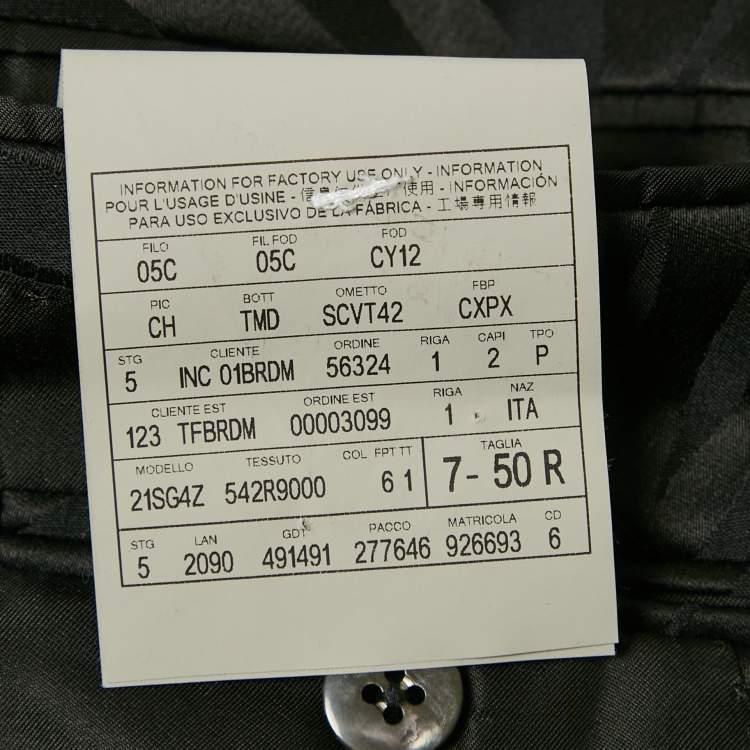 INFORMATION FOR FACTORY USE ONLY - INFORMATION
POUR L'USAGE D'USINE - 信息 使用 - INFORMACIÓN
PARA USO EXCLUSIVO DE LA FÁBRICA - 工場専用情報
FILO FIL FOD FOD
05C 05C CY12
PIC BOTT OMETTO FBP
CH TMD SCVT42 CXPX
STG CLIENTE ORDINE RIGA CAPI TPO
5 INC 01BRDM 56324 1 2 P
CLIENTE EST ORDINE EST RIGA NAZ
123 TFBRDM 00003099 1 ITA
MODELLO TESSUTO COL FPT TT TAGLIA
21SG4Z 542R9000 6 1 7- 50 R
STG LAN GDT PACCO MATRICOLA CD
5 2090 491491 277646 926693 6